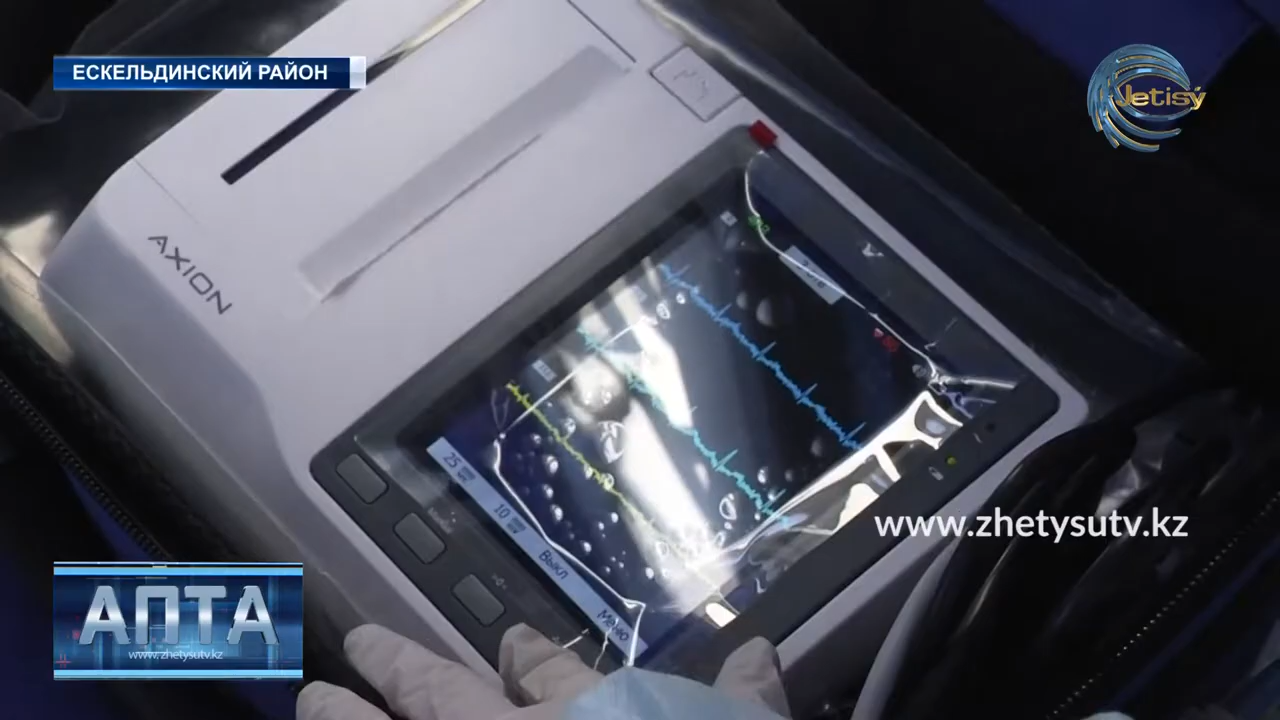 ЕСКЕЛЬДИНСКИЙ РАЙОН
Jetisý
AXION
25
10
Выкл
Меню
www.zhetysutv.kz
АПТА
www.zhetysutv.kz